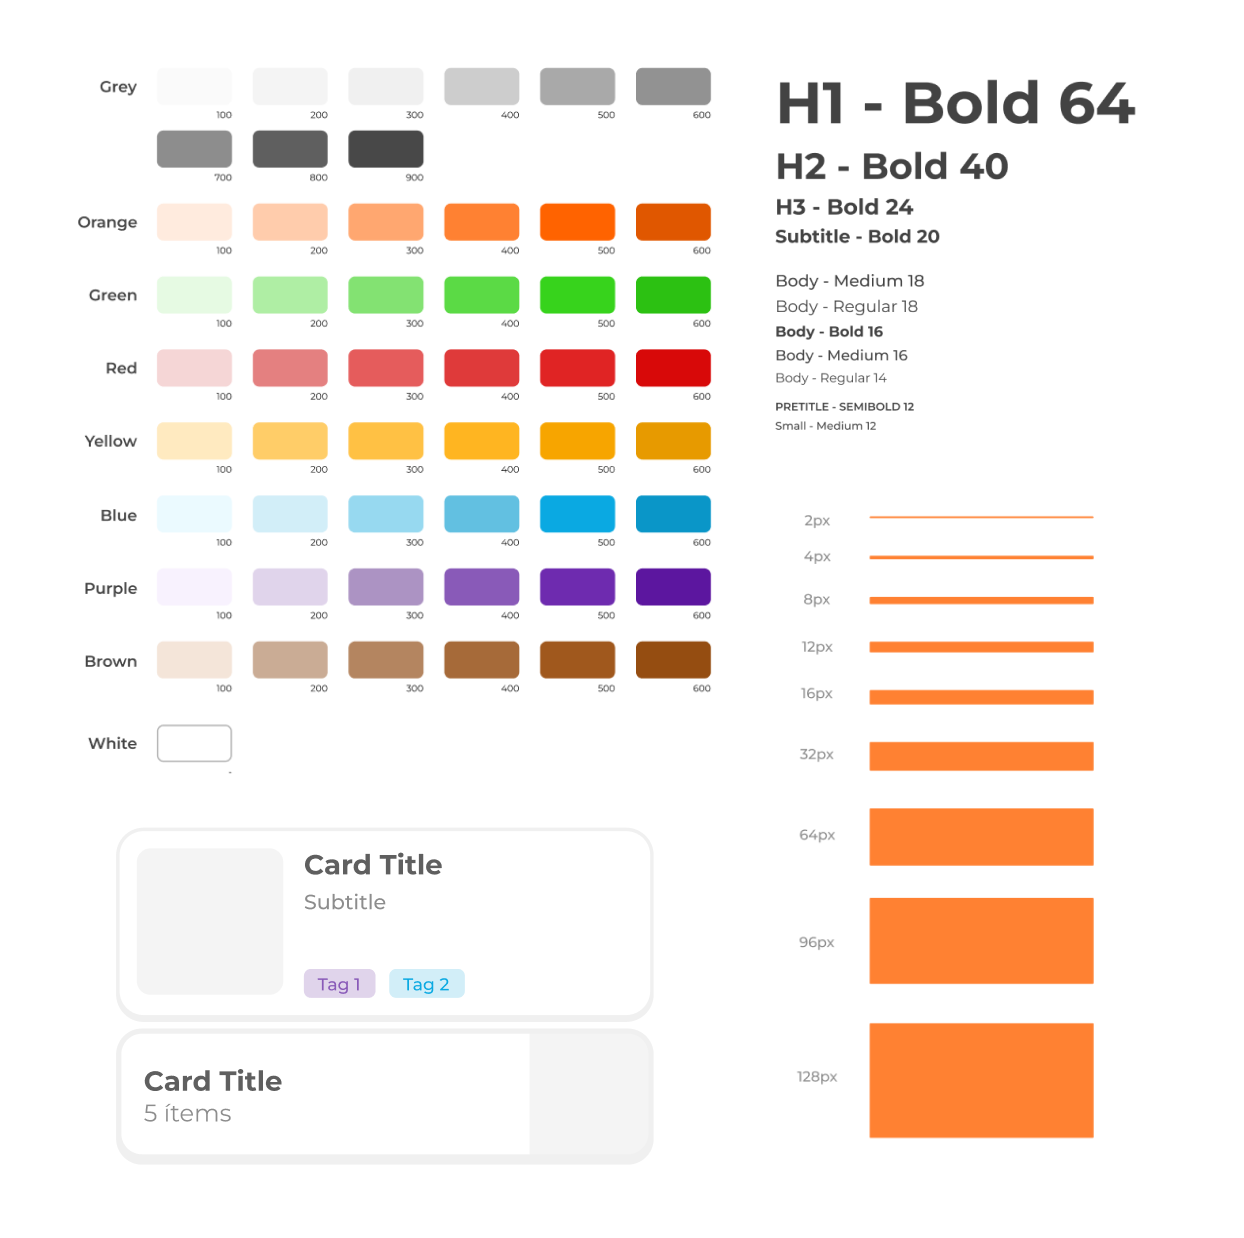 Grey
100 200 300 400 500 600
700 800 900
Orange
100 200 300 400 500 600
Green
100 200 300 400 500 600
Red
100 200 300 400 500 600
Yellow
100 200 300 400 500 600
Blue
100 200 300 400 500 600
Purple
100 200 300 400 500 600
Brown
100 200 300 400 500 600
White
-
Card Title
Subtitle
Tag 1 Tag 2
Card Title
5 ítems
H1 - Bold 64
H2 - Bold 40
H3 - Bold 24
Subtitle - Bold 20
Body - Medium 18
Body - Regular 18
Body - Bold 16
Body - Medium 16
Body - Regular 14
PRETITLE - SEMIBOLD 12
Small - Medium 12
2px
4px
8px
12px
16px
32px
64px
96px
128px